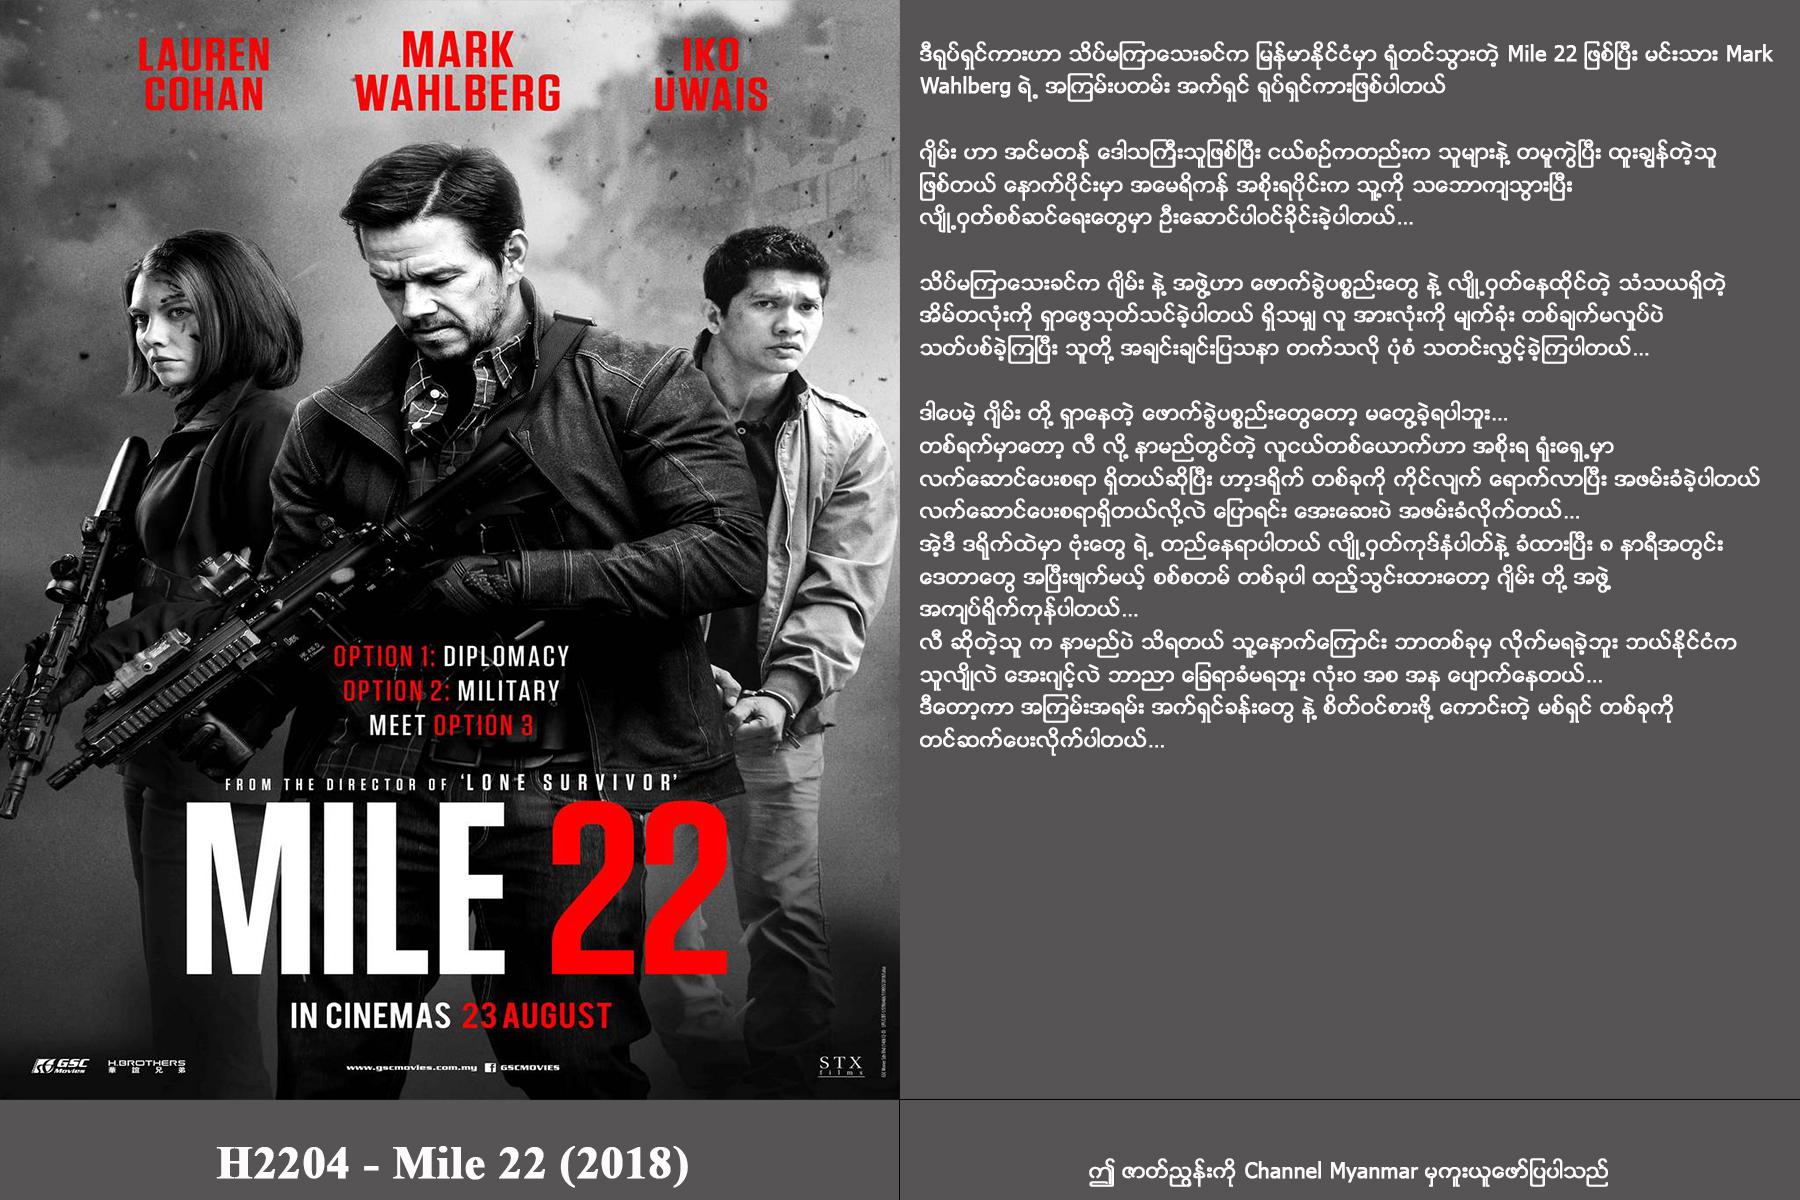 LAUREN
COHAN
MARK
WAHLBERG
IKO
UWAIS
OPTION 1: DIPLOMACY
OPTION 2: MILITARY
MEET OPTION 3
FROM THE DIRECTOR OF 'LONE SURVIVOR'
MILE 22
IN CINEMAS 23 AUGUST
GSC Movies
H.BROTHERS
華誼兄弟
www.gscmovies.com.my f GSCMOVIES
STX
films
H2204 - Mile 22 (2018)
ဒီရုပ်ရှင်ကားဟာ သိပ်မကြာသေးခင်က မြန်မာနိုင်ငံမှာ ရုံတင်သွားတဲ့ Mile 22 ဖြစ်ပြီး မင်းသား Mark
Wahlberg ရဲ့ အကြမ်းပတမ်း အက်ရှင် ရုပ်ရှင်ကားဖြစ်ပါတယ်
ဂျိမ်း ဟာ အင်မတန် ဒေါသကြီးသူဖြစ်ပြီး ငယ်စဉ်ကတည်းက သူများနဲ့ တမူကွဲပြီး ထူးချွန်တဲ့သူ
ဖြစ်တယ် နောက်ပိုင်းမှာ အမေရိကန် အစိုးရပိုင်းက သူ့ကို သဘောကျသွားပြီး
လျှို့ဝှတ်စစ်ဆင်ရေးတွေမှာ ဦးဆောင်ပါဝင်ခိုင်းခဲ့ပါတယ်...
သိပ်မကြာသေးခင်က ဂျိမ်း နဲ့ အဖွဲ့ဟာ ဖောက်ခွဲပစ္စည်းတွေ နဲ့ လျှို့ဝှတ်နေထိုင်တဲ့ သံသယရှိတဲ့
အိမ်တလုံးကို ရှာဖွေသုတ်သင်ခဲ့ပါတယ် ရှိသမျှ လူ အားလုံးကို မျက်ခုံး တစ်ချက်မလှုပ်ပဲ
သတ်ပစ်ခဲ့ကြပြီး သူတို့ အချင်းချင်းပြသနာ တက်သလို ပုံစံ သတင်းလွှင့်ခဲ့ကြပါတယ်...
ဒါပေမဲ့ ဂျိမ်း တို့ ရှာနေတဲ့ ဖောက်ခွဲပစ္စည်းတွေတော့ မတွေ့ခဲ့ရပါဘူး...
တစ်ရက်မှာတော့ လီ လို့ နာမည်တွင်တဲ့ လူငယ်တစ်ယောက်ဟာ အစိုးရ ရုံးရှေ့မှာ
လက်ဆောင်ပေးစရာ ရှိတယ်ဆိုပြီး ဟာ့ဒရိုက် တစ်ခုကို ကိုင်လျက် ရောက်လာပြီး အဖမ်းခံခဲ့ပါတယ်
လက်ဆောင်ပေးစရာရှိတယ်လို့လဲ ပြောရင်း အေးဆေးပဲ အဖမ်းခံလိုက်တယ်...
အဲ့ဒီ ဒရိုက်ထဲမှာ ဗုံးတွေ ရဲ့ တည်နေရာပါတယ် လျှို့ဝှတ်ကုဒ်နံပါတ်နဲ့ ခံထားပြီး ၈ နာရီအတွင်း
ဒေတာတွေ အပြီးဖျက်မယ့် စစ်စတမ် တစ်ခုပါ ထည့်သွင်းထားတော့ ဂျိမ်း တို့ အဖွဲ့
အကျပ်ရိုက်ကုန်ပါတယ်...
လီ ဆိုတဲ့သူ က နာမည်ပဲ သိရတယ် သူ့နောက်ကြောင်း ဘာတစ်ခုမှ လိုက်မရခဲ့ဘူး ဘယ်နိုင်ငံက
သူလျှိုလဲ အေးဂျင့်လဲ ဘာညာ ခြေရာခံမရဘူး လုံးဝ အစ အန ပျောက်နေတယ်...
ဒီတော့ကာ အကြမ်းအရမ်း အက်ရှင်ခန်းတွေ နဲ့ စိတ်ဝင်စားဖို့ ကောင်းတဲ့ မစ်ရှင် တစ်ခုကို
တင်ဆက်ပေးလိုက်ပါတယ်...
ဤ ဇာတ်ညွှန်းကို Channel Myanmar မှကူးယူဖော်ပြပါသည်